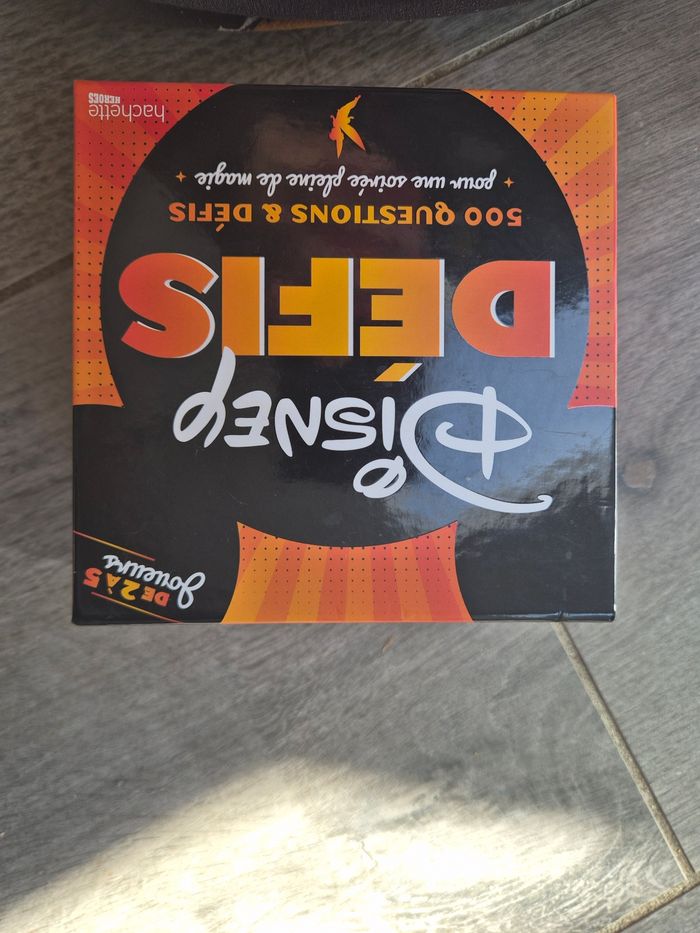 DE 2 À 5
Joueurs
Disney
DÉFIS
500 QUESTIONS & DÉFIS
pour une soirée pleine de magie
hachette
HEROES